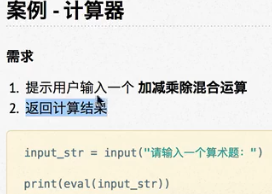 案例 - 计算器
需求
1. 提示用户输入一个 加减乘除混合运算
2. 返回计算结果
input_str = input("请输入一个算术题：")
print(eval(input_str))